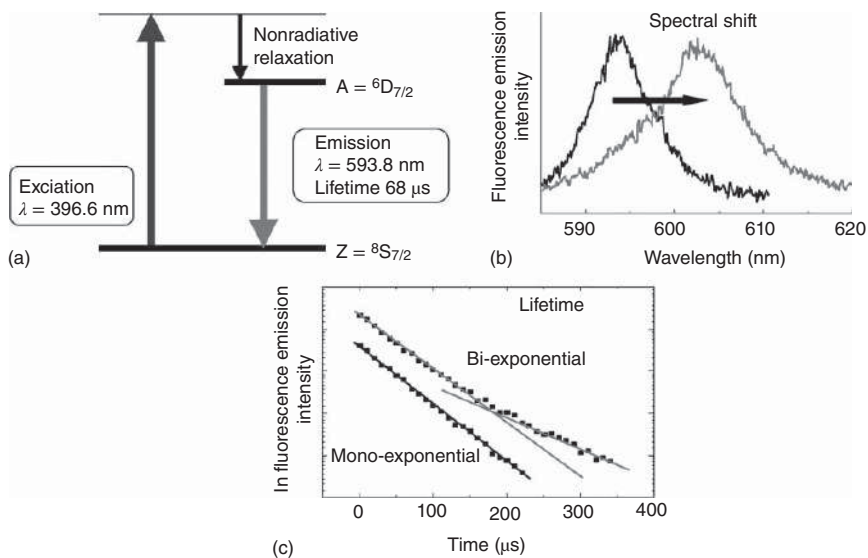 Nonradiative
relaxation
A = ⁶D₇/₂
Emission
λ = 593.8 nm
Lifetime 68 μs
Exciation
λ = 396.6 nm
Z = ⁸S₇/₂
(a)
Spectral shift
Fluorescence emission
intensity
590 600 610 620
Wavelength (nm)
(b)
Lifetime
Bi-exponential
Mono-exponential
In fluorescence emission
intensity
0 100 200 300 400
Time (μs)
(c)